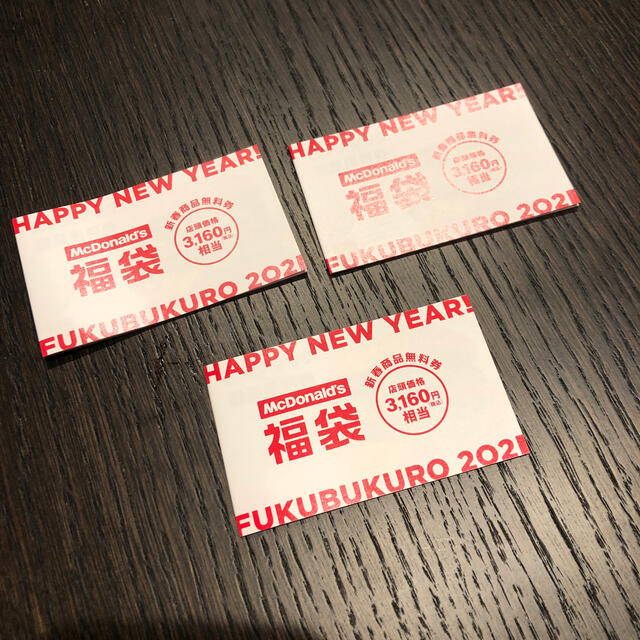 HAPPY NEW YEAR!
McDonald's
福袋
新春商品無料券
店頭価格
3,160円税込
相当
FUKUBUKURO 2021
HAPPY NEW YEAR!
McDonald's
福袋
新春商品無料券
店頭価格
3,160円
相当
FUKUBUKURO 2021
HAPPY NEW YEAR!
McDonald's
福袋
新春商品無料券
店頭価格
3,160円税込
相当
FUKUBUKURO 2021